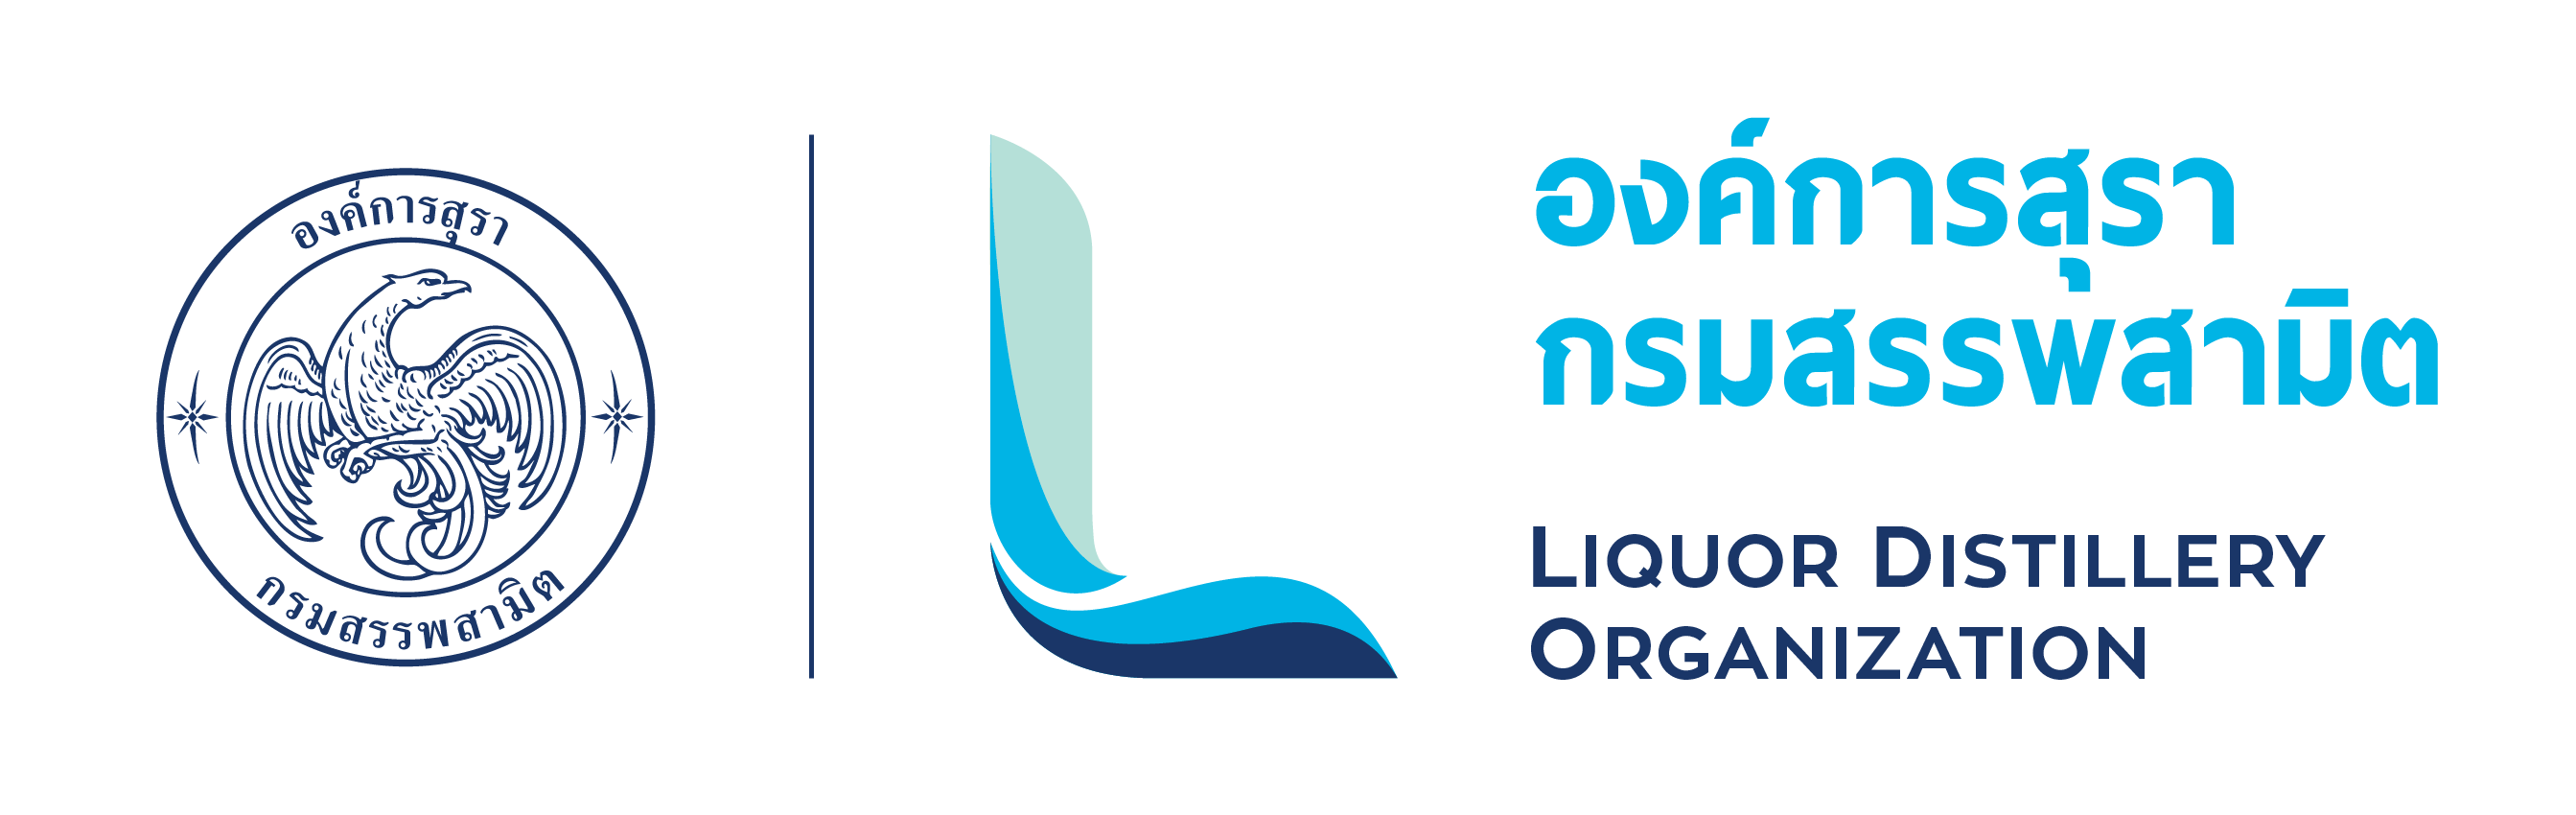 องค์การสุรา
กรมสรรพสามิต
องค์การสุรา
กรมสรรพสามิต
LIQUOR DISTILLERY
ORGANIZATION